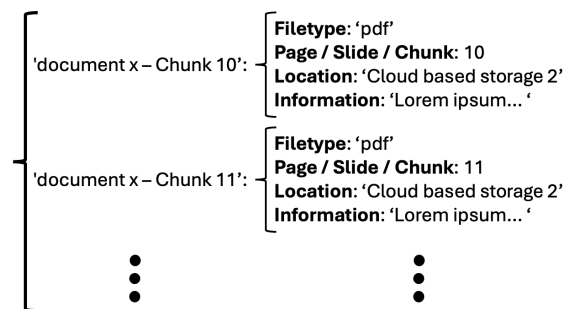 Filetype: ‘pdf’
'document x – Chunk 10':
Page / Slide / Chunk: 10
Location: ‘Cloud based storage 2’
Information: ‘Lorem ipsum... ‘
Filetype: ‘pdf’
'document x – Chunk 11':
Page / Slide / Chunk: 11
Location: ‘Cloud based storage 2’
Information: ‘Lorem ipsum... ‘